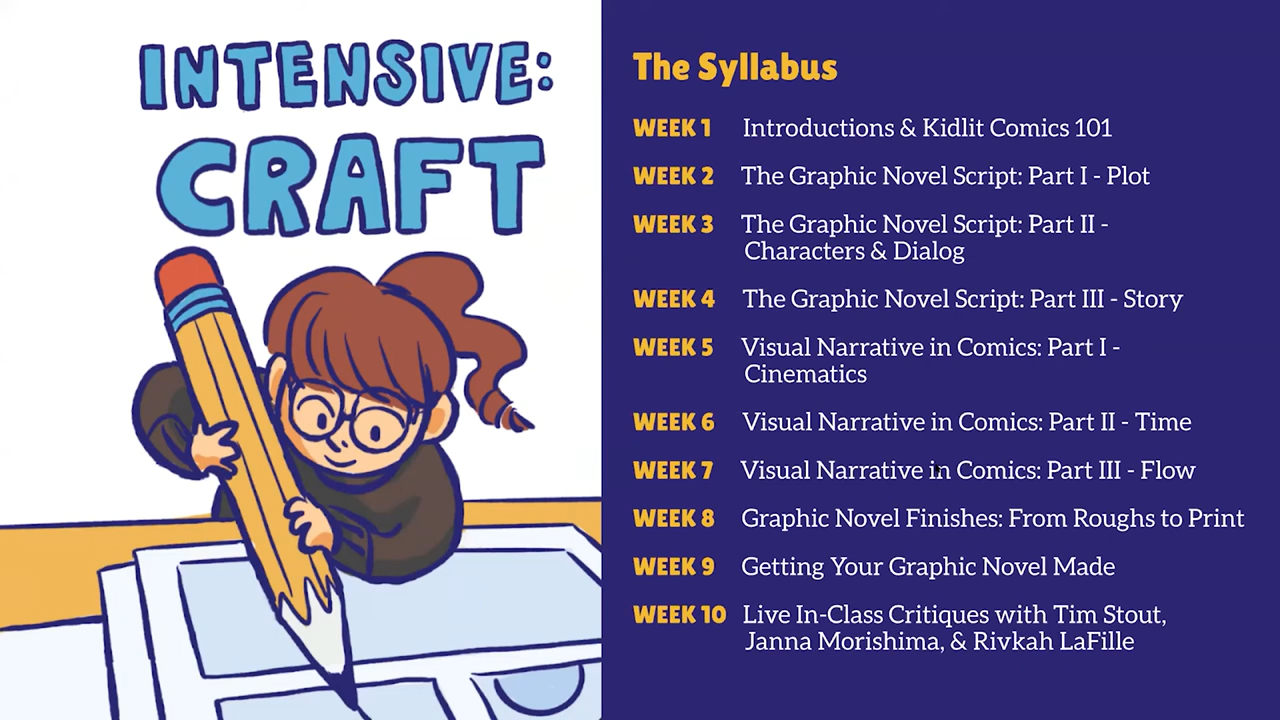 INTENSIVE:
CRAFT
The Syllabus
WEEK 1 Introductions & Kidlit Comics 101
WEEK 2 The Graphic Novel Script: Part I - Plot
WEEK 3 The Graphic Novel Script: Part II -
Characters & Dialog
WEEK 4 The Graphic Novel Script: Part III - Story
WEEK 5 Visual Narrative in Comics: Part I -
Cinematics
WEEK 6 Visual Narrative in Comics: Part II - Time
WEEK 7 Visual Narrative in Comics: Part III - Flow
WEEK 8 Graphic Novel Finishes: From Roughs to Print
WEEK 9 Getting Your Graphic Novel Made
WEEK 10 Live In-Class Critiques with Tim Stout,
Janna Morishima, & Rivkah LaFille